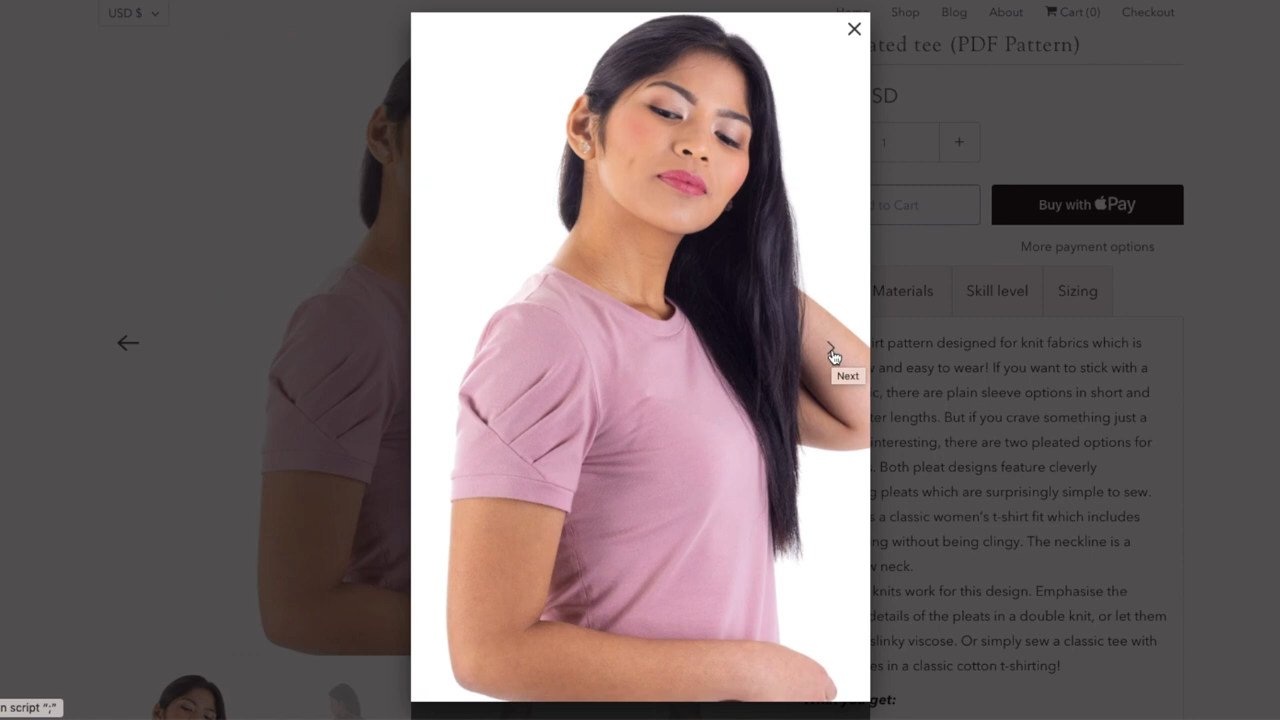 USD $
Home Shop Blog About Cart (0) Checkout
ated tee (PDF Pattern)
SD
1 +
d to Cart
Buy with Pay
More payment options
Materials Skill level Sizing
irt pattern designed for knit fabrics which is
and easy to wear! If you want to stick with a
ic, there are plain sleeve options in short and
ter lengths. But if you crave something just a
interesting, there are two pleated options for
. Both pleat designs feature cleverly
g pleats which are surprisingly simple to sew.
s a classic women's t-shirt fit which includes
ng without being clingy. The neckline is a
w neck.
knits work for this design. Emphasise the
details of the pleats in a double knit, or let them
slinky viscose. Or simply sew a classic tee with
es in a classic cotton t-shirting!
get:
Next
n script ";"